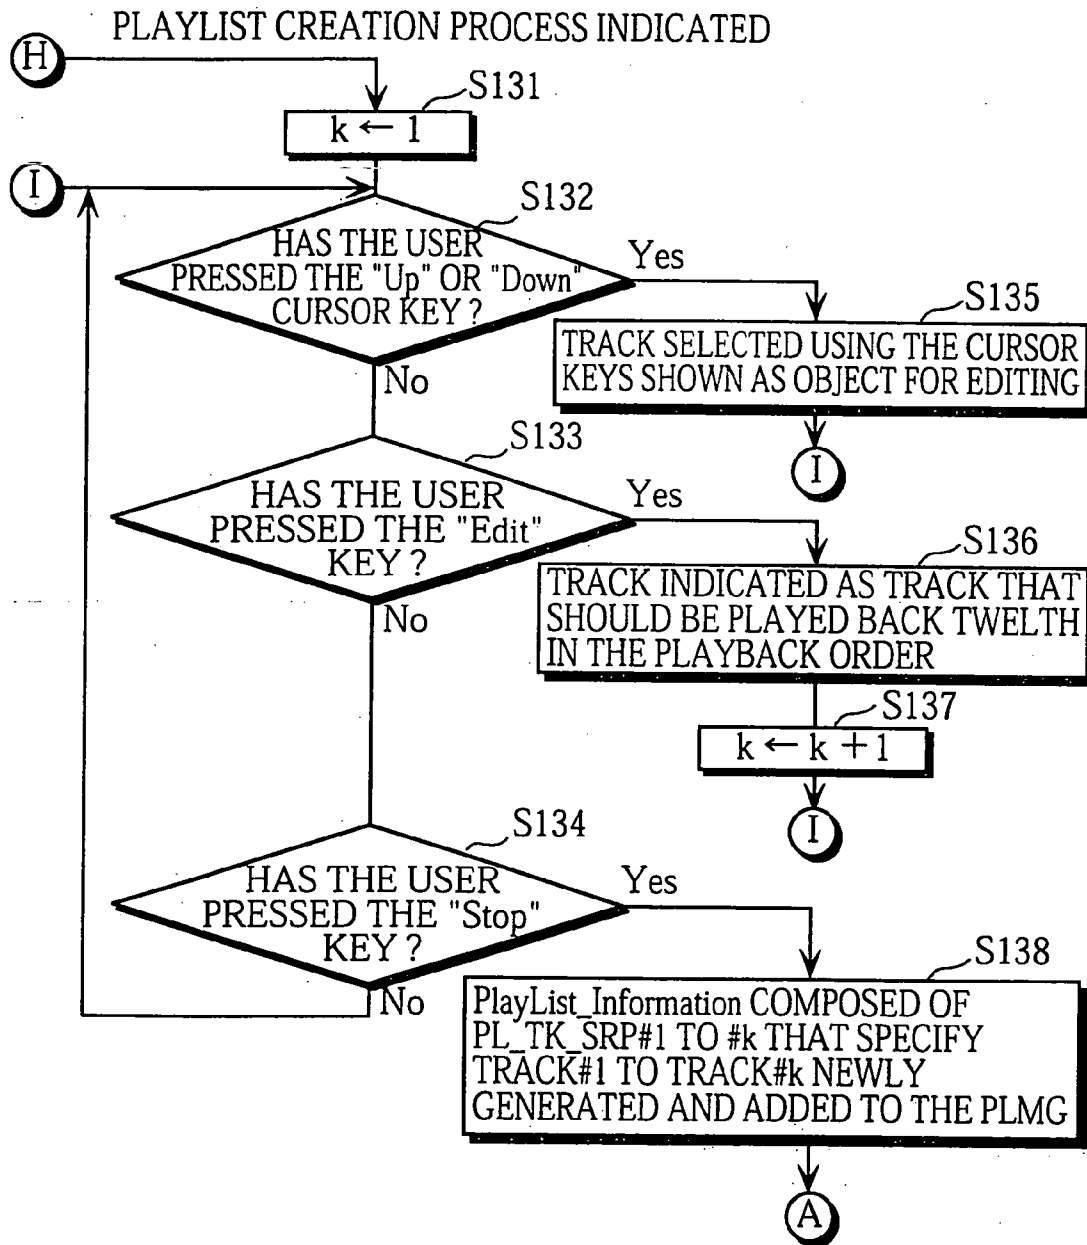 PLAYLIST CREATION PROCESS INDICATED
H
S131
k ← 1
I
S132
HAS THE USER
PRESSED THE "Up" OR "Down"
CURSOR KEY ?
Yes
S135
TRACK SELECTED USING THE CURSOR
KEYS SHOWN AS OBJECT FOR EDITING
I
No
S133
HAS THE USER
PRESSED THE "Edit"
KEY ?
Yes
S136
TRACK INDICATED AS TRACK THAT
SHOULD BE PLAYED BACK TWELTH
IN THE PLAYBACK ORDER
No
S137
k ← k + 1
I
S134
HAS THE USER
PRESSED THE "Stop"
KEY ?
Yes
No
S138
PlayList_Information COMPOSED OF
PL_TK_SRP#1 TO #k THAT SPECIFY
TRACK#1 TO TRACK#k NEWLY
GENERATED AND ADDED TO THE PLMG
A